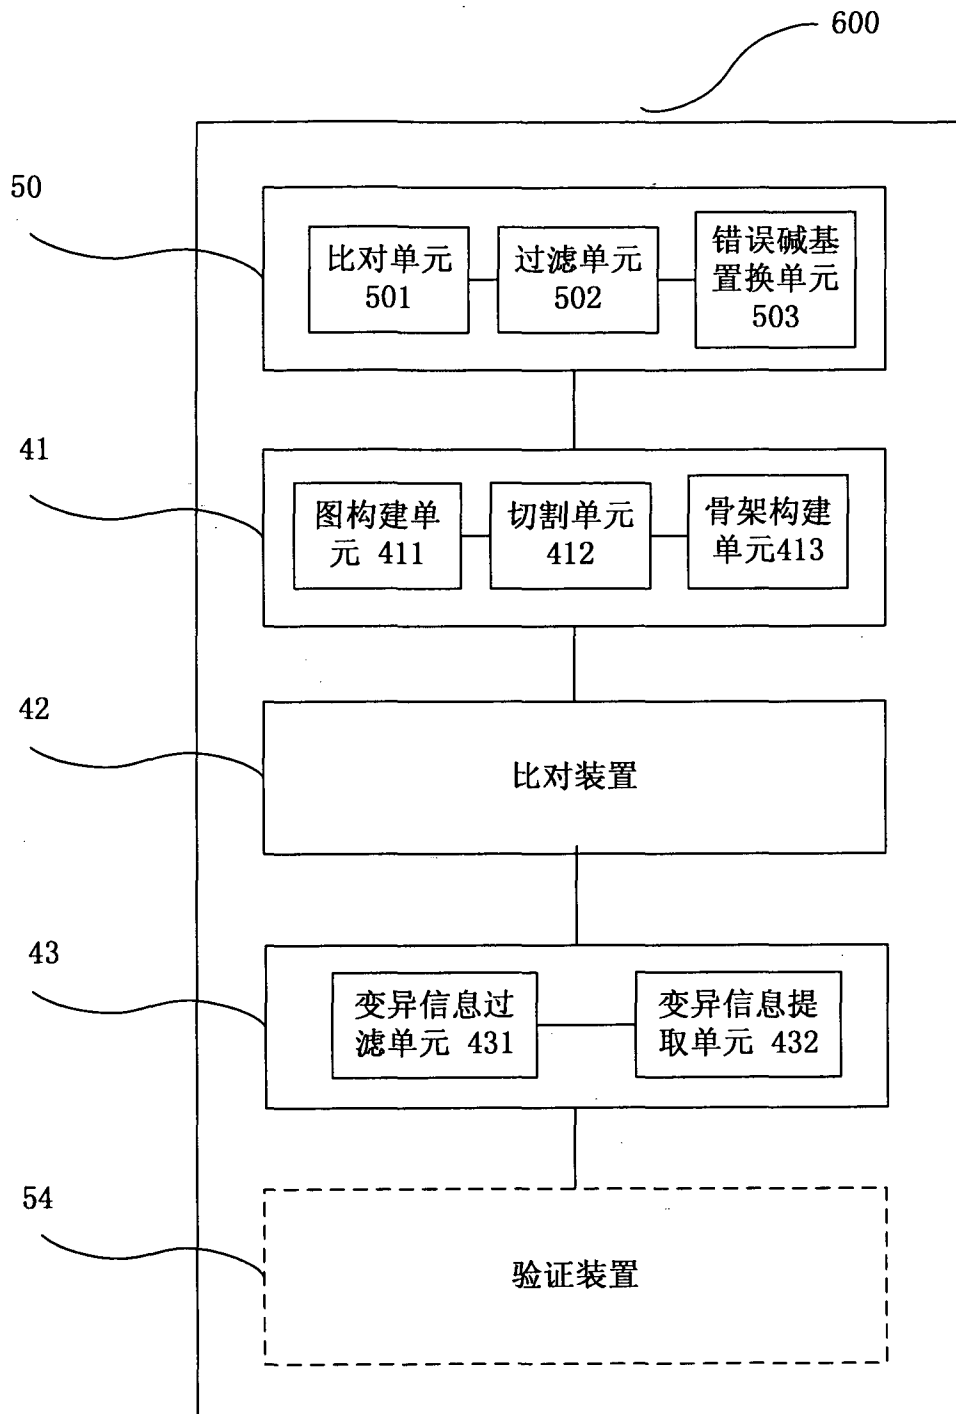 600
50
比对单元
501
过滤单元
502
错误碱基
置换单元
503
41
图构建单
元 411
切割单元
412
骨架构建
单元413
42
比对装置
43
变异信息过
滤单元 431
变异信息提
取单元 432
54
验证装置